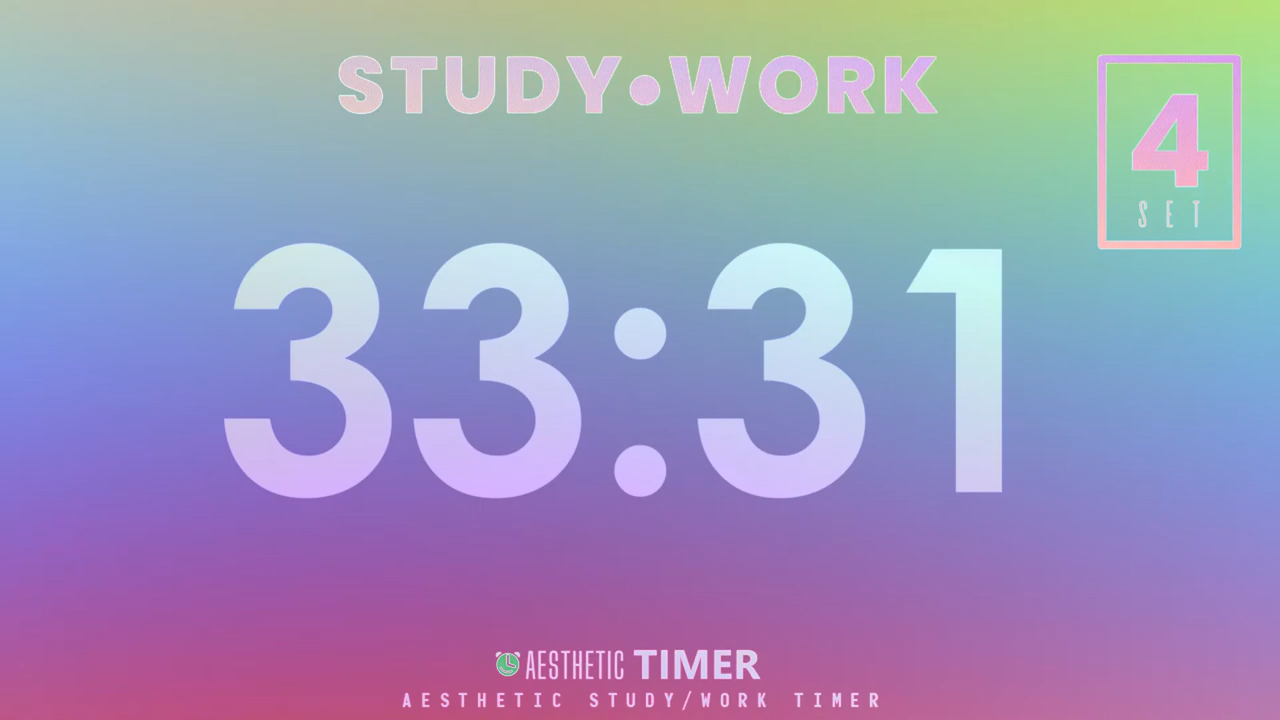 STUDY•WORK
4
SET
33:31
AESTHETIC TIMER
AESTHETIC STUDY/WORK TIMER